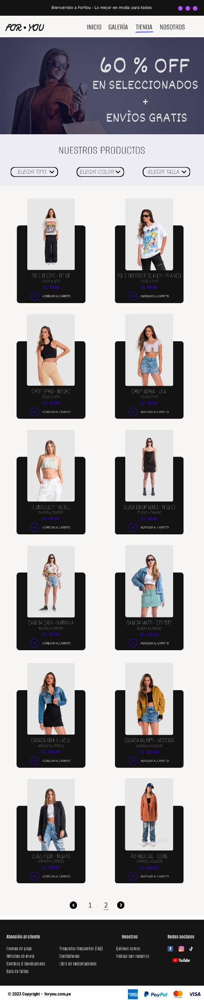 Bienvenido a ForYou - Lo mejor en moda para todos
FOR • YOU
INICIO GALERÍA TIENDA NOSOTROS
60 % OFF
EN SELECCIONADOS
+
ENVÌOS GRATIS
NUESTROS PRODUCTOS
ELEGIR TIPO ELEGIR COLOR ELEGIR TALLA
POLO DOOPS - BEIGE
POLOS & TOPS
S/. 79.90
+ AGREGAR AL CARRITO
POLO OVERSIDE QUINCY - BLANCO
POLOS & TOPS
S/. 99.90
+ AGREGAR AL CARRITO
CROP BYRD - NEGRO
POLOS & TOPS
S/. 59.90
+ AGREGAR AL CARRITO
CROP ADRIA - LILA
POLOS & TOPS
S/. 49.90
+ AGREGAR AL CARRITO
BLUSA EDDY - VERDE
BLUSAS & CAMISAS
S/. 44.90
+ AGREGAR AL CARRITO
BLUSA DROP GIMLI - NEGRO
BLUSAS & CAMISAS
S/. 50.00
+ AGREGAR AL CARRITO
CAMISA CALA - NARANJA
BLUSAS & CAMISAS
S/. 75.90
+ AGREGAR AL CARRITO
CAMISA MAZZI - CELESTE
BLUSAS & CAMISAS
S/. 110.00
+ AGREGAR AL CARRITO
CASACA KOHLI - AZUL
ABRIGOS & CASACAS
S/. 169.90
+ AGREGAR AL CARRITO
CASACA MURPY - MOSTAZA
ABRIGOS & CASACAS
S/. 229.90
+ AGREGAR AL CARRITO
BLAZER LUY - NEGRO
ABRIGOS & CASACAS
S/. 249.90
+ AGREGAR AL CARRITO
ABRIGO CAL - OCRE
ABRIGOS & CASACAS
S/. 340.00
+ AGREGAR AL CARRITO
1 2
Atención al cliente
Formas de pago
Métodos de envío
Cambios & devoluciones
Guía de tallas
Preguntas frecuentes (FAQ)
Contáctanos
Libro de reclamaciones
Nosotros
Quiénes somos
Trabaja con nosotros
Redes sociales
YouTube
© 2023 Copyright - foryou.com.pe
PayPal
VISA